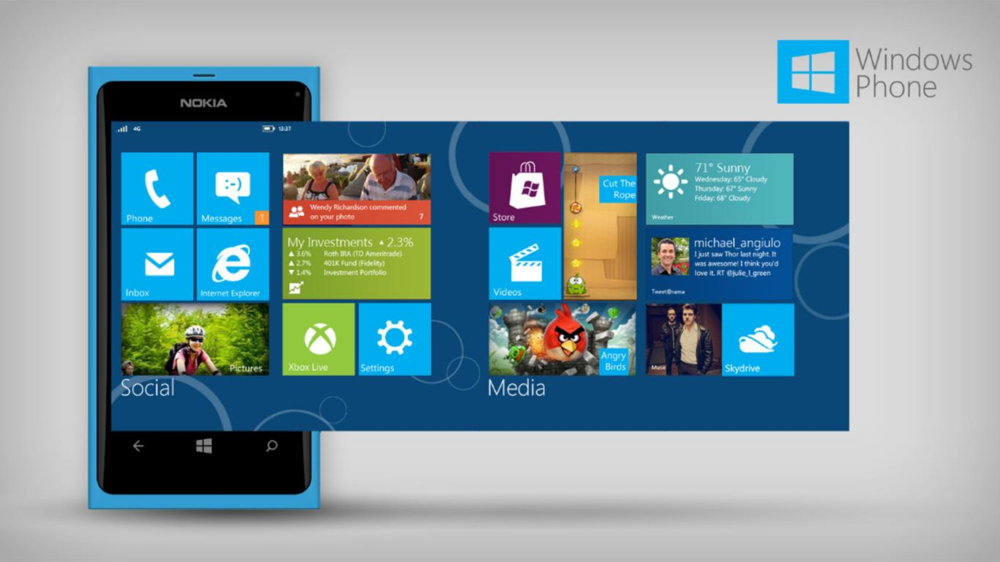 Windows
Phone
NOKIA
4G
13:37
Phone
Messages
1
Inbox
Internet Explorer
Pictures
Wendy Richardson commented
on your photo
7
My Investments ▲ 2.3%
▲ 3.6% Roth IRA (TD Ameritrade)
▲ 2.7% 401K Fund (Fidelity)
▼ 1.4% Investment Portfolio
Xbox Live
Settings
Social
Store
Cut The
Rope
Videos
Angry
Birds
Media
71° Sunny
Wednesday: 65° Cloudy
Thursday: 67° Sunny
Friday: 68° Cloudy
Weather
michael_angiulo
I just saw Thor last night. It
was awesome! I think you'd
love it. RT @julie_l_green
Tweet@rama
Music
Skydrive